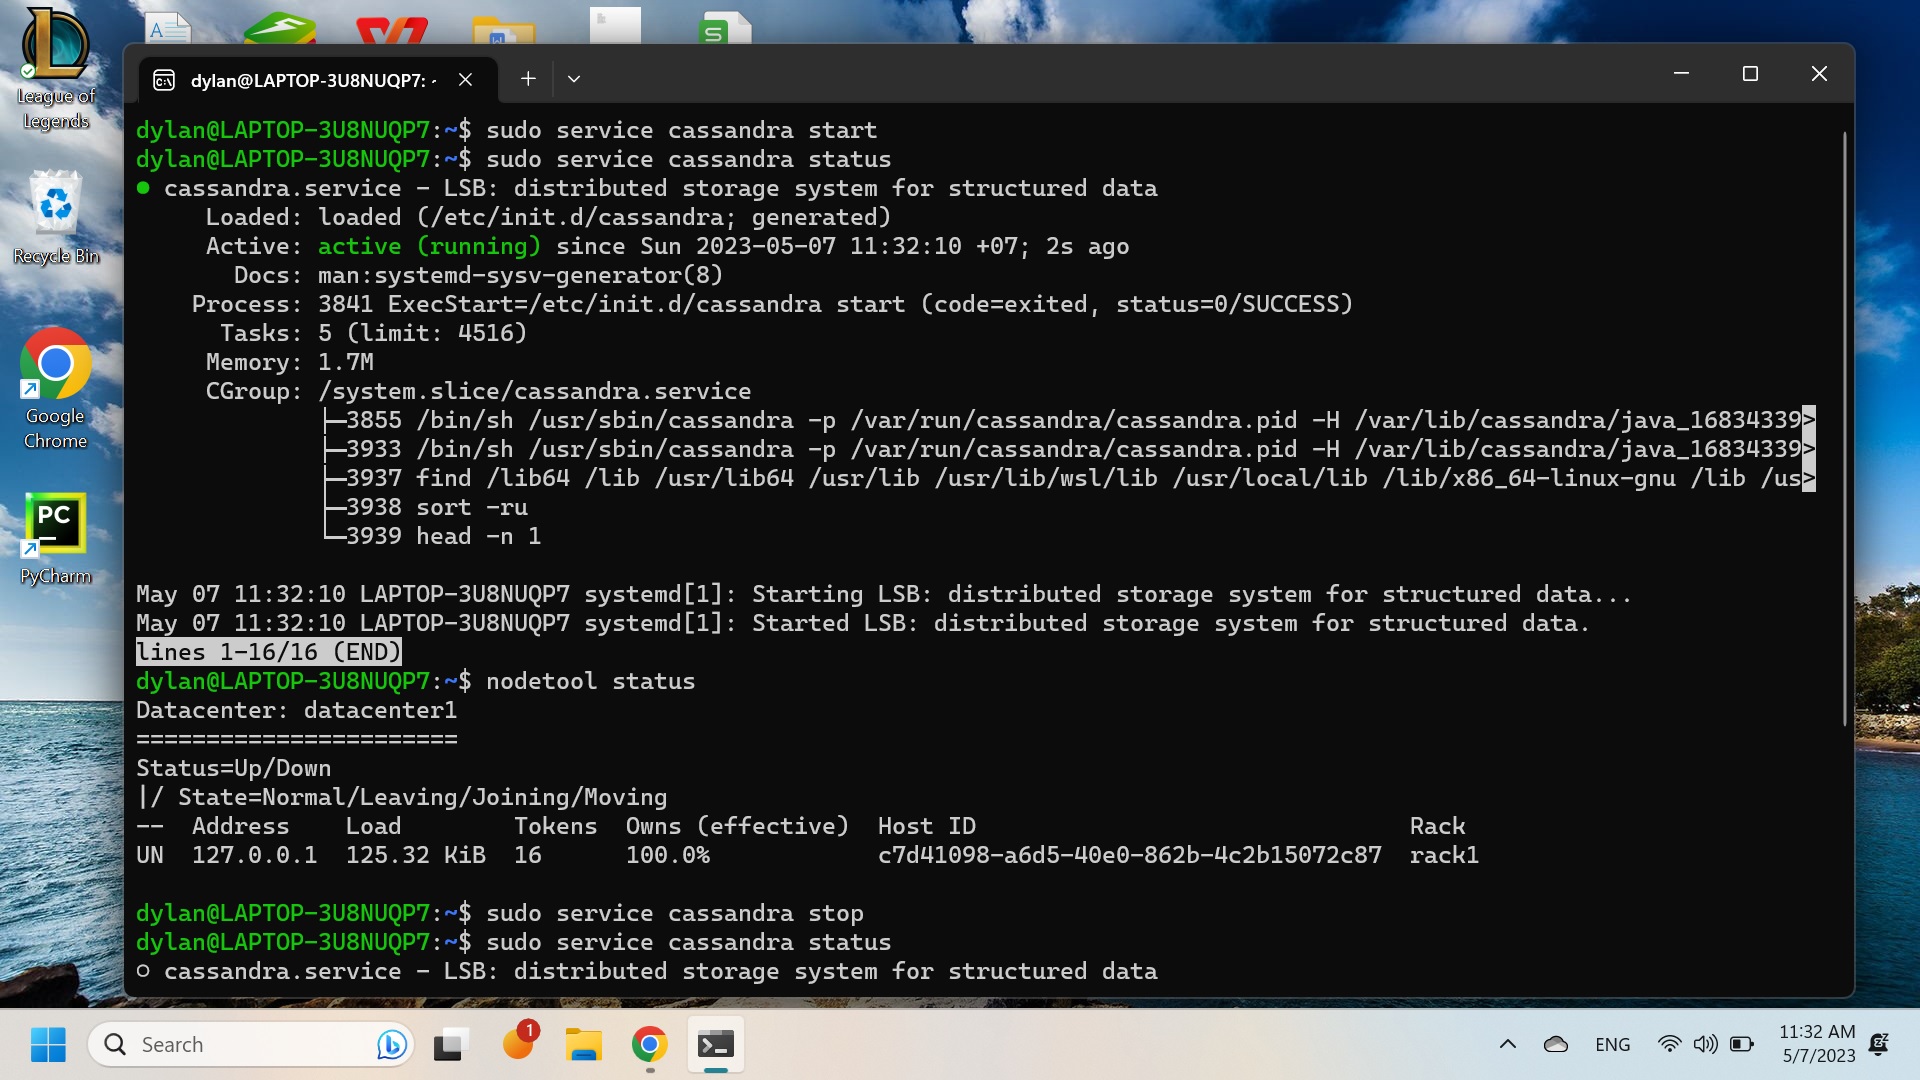 League of
Legends
Recycle Bin
Google
Chrome
PC
PyCharm
dylan@LAPTOP-3U8NUQP7: -
dylan@LAPTOP-3U8NUQP7:~$ sudo service cassandra start
dylan@LAPTOP-3U8NUQP7:~$ sudo service cassandra status
● cassandra.service - LSB: distributed storage system for structured data
Loaded: loaded (/etc/init.d/cassandra; generated)
Active: active (running) since Sun 2023-05-07 11:32:10 +07; 2s ago
Docs: man:systemd-sysv-generator(8)
Process: 3841 ExecStart=/etc/init.d/cassandra start (code=exited, status=0/SUCCESS)
Tasks: 5 (limit: 4516)
Memory: 1.7M
CGroup: /system.slice/cassandra.service
├─3855 /bin/sh /usr/sbin/cassandra -p /var/run/cassandra/cassandra.pid -H /var/lib/cassandra/java_16834339>
├─3933 /bin/sh /usr/sbin/cassandra -p /var/run/cassandra/cassandra.pid -H /var/lib/cassandra/java_16834339>
├─3937 find /lib64 /lib /usr/lib64 /usr/lib /usr/lib/wsl/lib /usr/local/lib /lib/x86_64-linux-gnu /lib /us>
├─3938 sort -ru
└─3939 head -n 1
May 07 11:32:10 LAPTOP-3U8NUQP7 systemd[1]: Starting LSB: distributed storage system for structured data...
May 07 11:32:10 LAPTOP-3U8NUQP7 systemd[1]: Started LSB: distributed storage system for structured data.
lines 1-16/16 (END)
dylan@LAPTOP-3U8NUQP7:~$ nodetool status
Datacenter: datacenter1
=======================
Status=Up/Down
|/ State=Normal/Leaving/Joining/Moving
-- Address Load Tokens Owns (effective) Host ID Rack
UN 127.0.0.1 125.32 KiB 16 100.0% c7d41098-a6d5-40e0-862b-4c2b15072c87 rack1
dylan@LAPTOP-3U8NUQP7:~$ sudo service cassandra stop
dylan@LAPTOP-3U8NUQP7:~$ sudo service cassandra status
○ cassandra.service - LSB: distributed storage system for structured data
Search
1
ENG
11:32 AM
5/7/2023